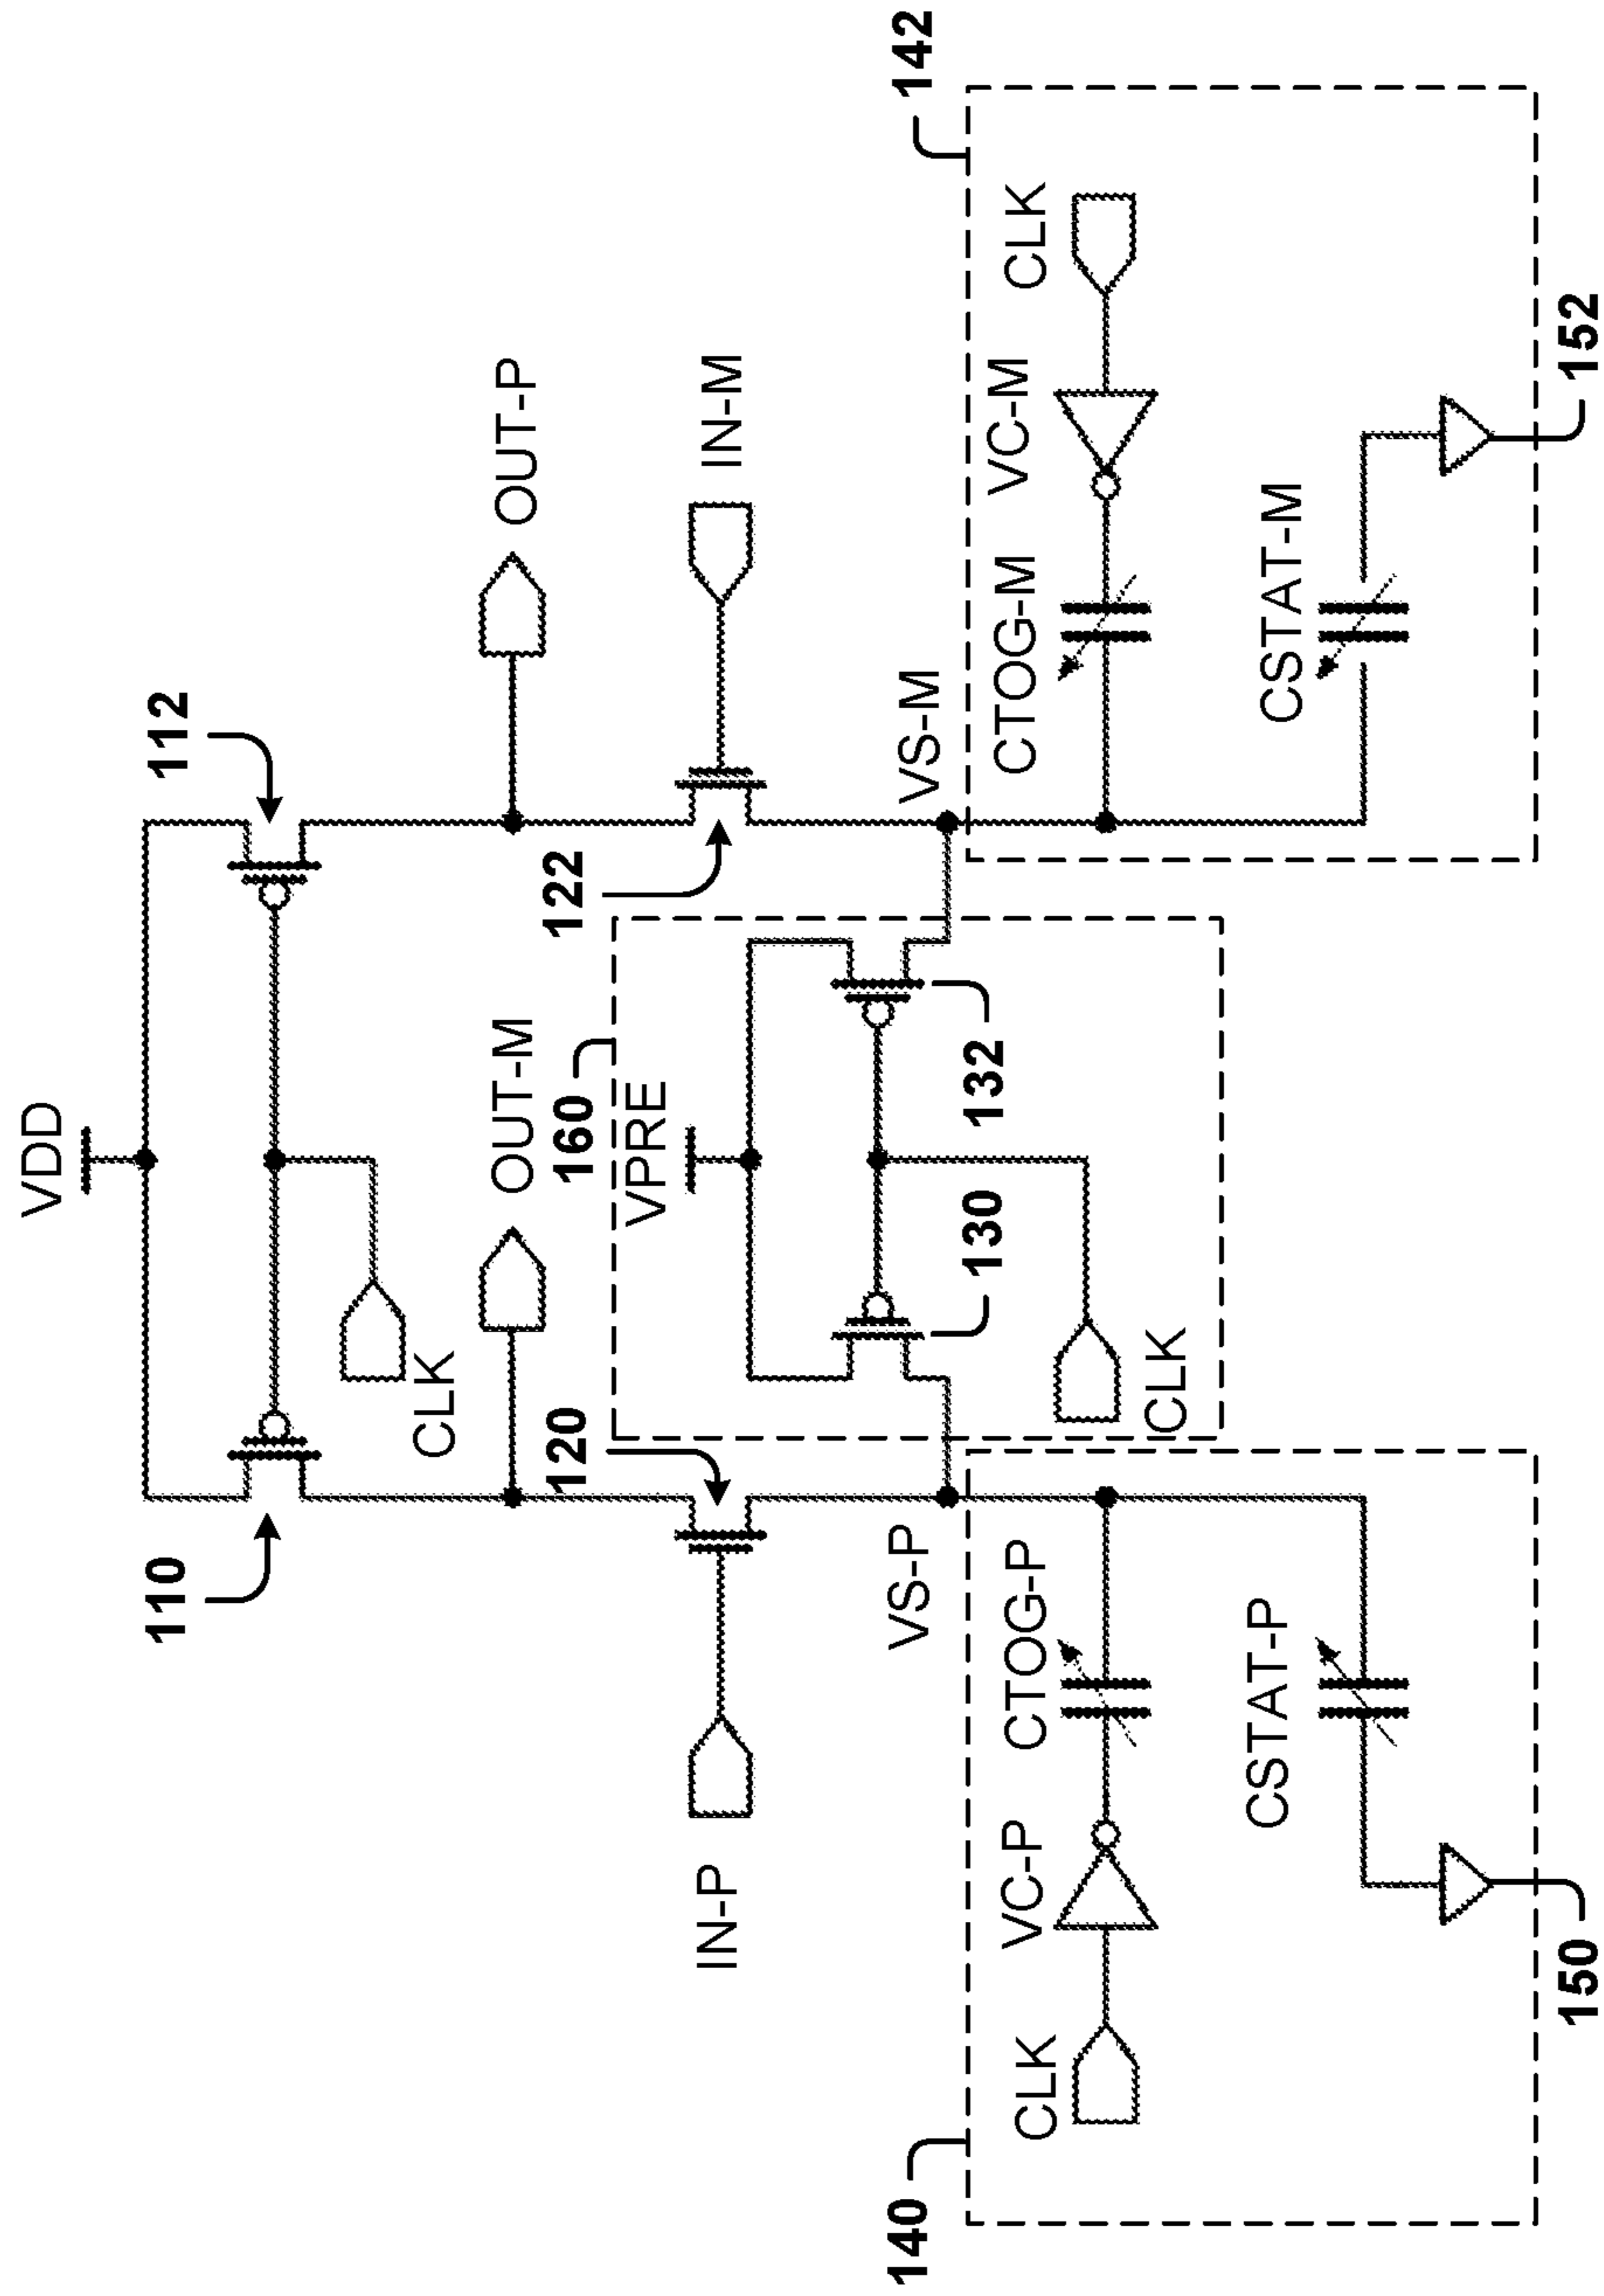 VDD
110
112
CLK
OUT-M
OUT-P
120
122
IN-P
IN-M
160
VPRE
130
132
CLK
VS-P
VS-M
140
142
CLK
VC-P
CTOG-P
CTOG-M
VC-M
CLK
CSTAT-P
CSTAT-M
150
152